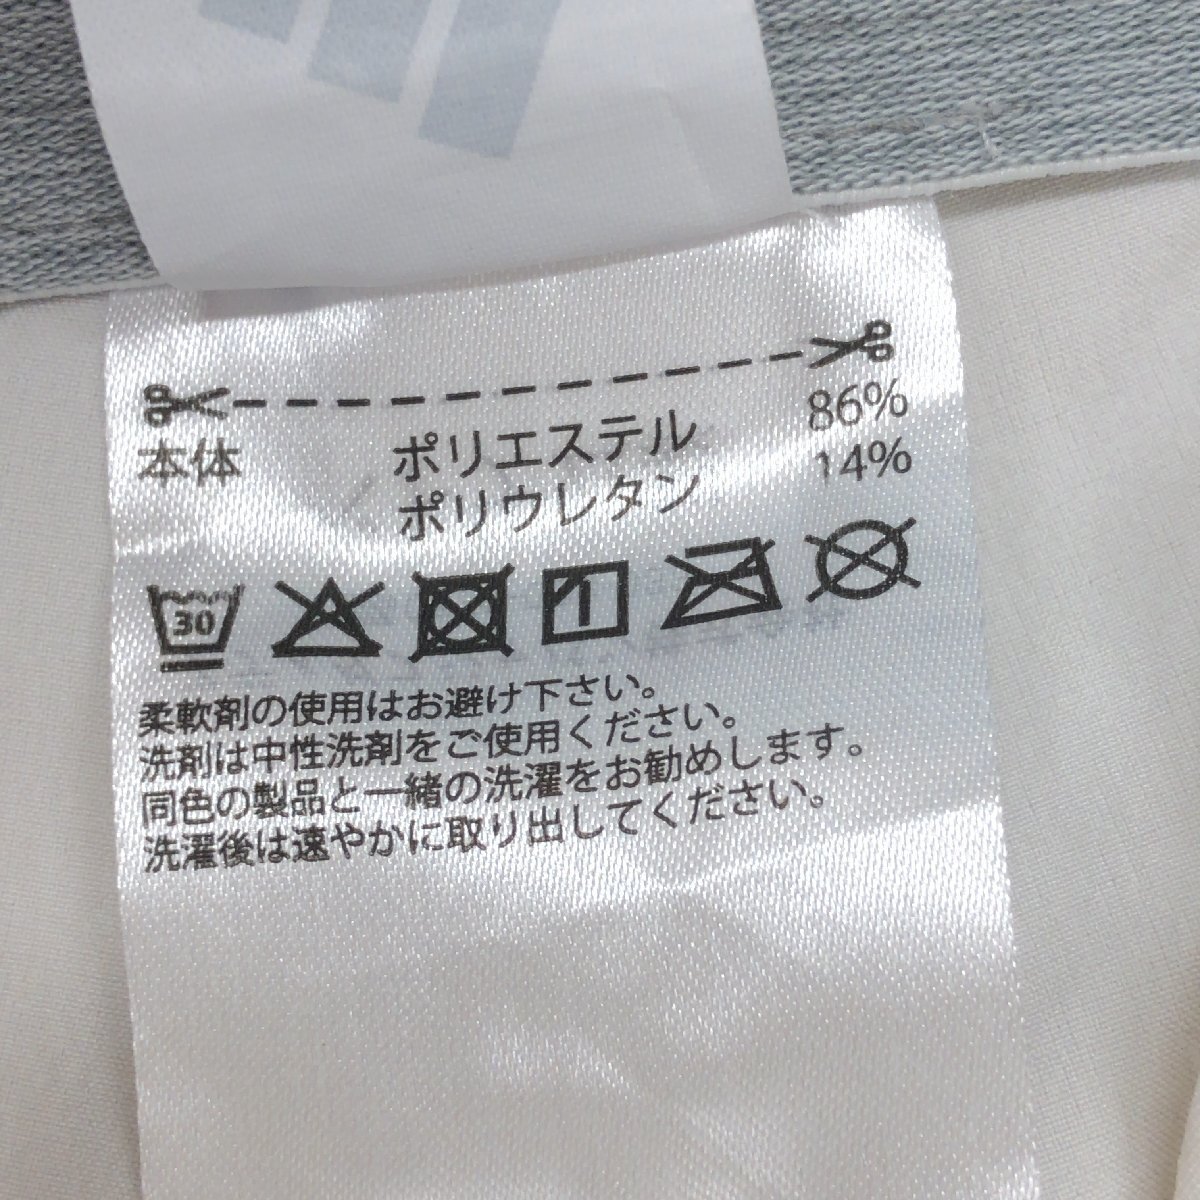 本体 ポリエステル 86%
ポリウレタン 14%
30
柔軟剤の使用はお避け下さい。
洗剤は中性洗剤をご使用ください。
同色の製品と一緒の洗濯をお勧めします。
洗濯後は速やかに取り出してください。